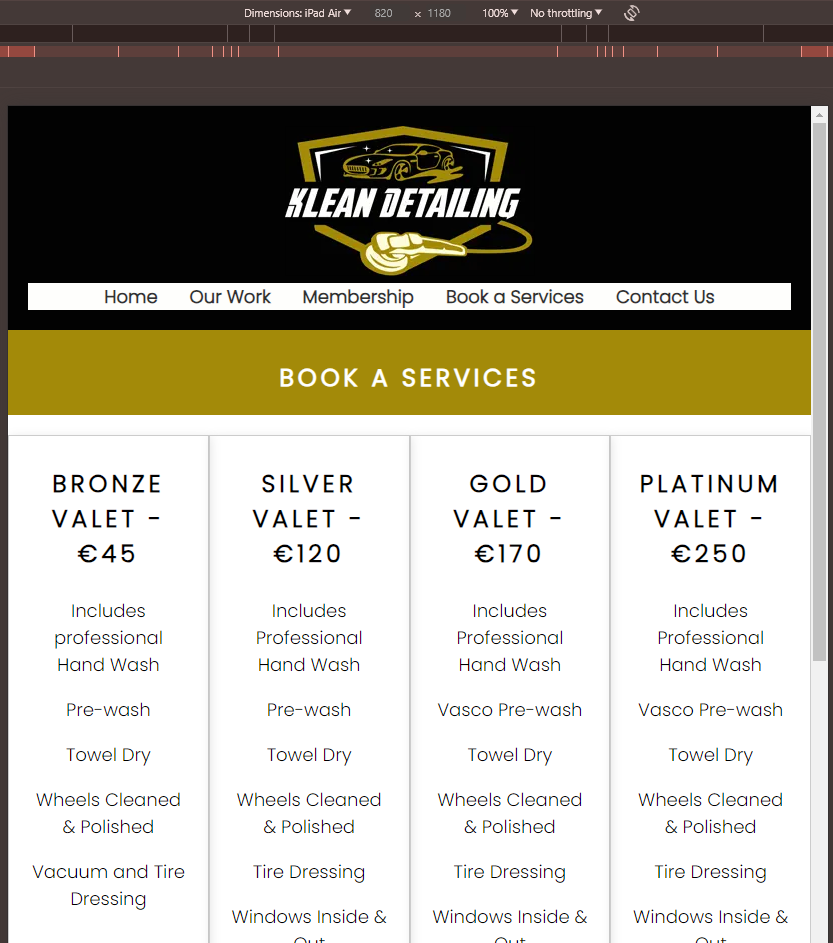 Dimensions: iPad Air ▼ 820 × 1180 100% ▼ No throttling ▼
KLEAN DETAILING
Home Our Work Membership Book a Services Contact Us
BOOK A SERVICES
BRONZE
VALET -
€45
Includes
professional
Hand Wash
Pre-wash
Towel Dry
Wheels Cleaned
& Polished
Vacuum and Tire
Dressing
SILVER
VALET -
€120
Includes
Professional
Hand Wash
Pre-wash
Towel Dry
Wheels Cleaned
& Polished
Tire Dressing
Windows Inside &
Out
GOLD
VALET -
€170
Includes
Professional
Hand Wash
Vasco Pre-wash
Towel Dry
Wheels Cleaned
& Polished
Tire Dressing
Windows Inside &
Out
PLATINUM
VALET -
€250
Includes
Professional
Hand Wash
Vasco Pre-wash
Towel Dry
Wheels Cleaned
& Polished
Tire Dressing
Windows Inside &
Out